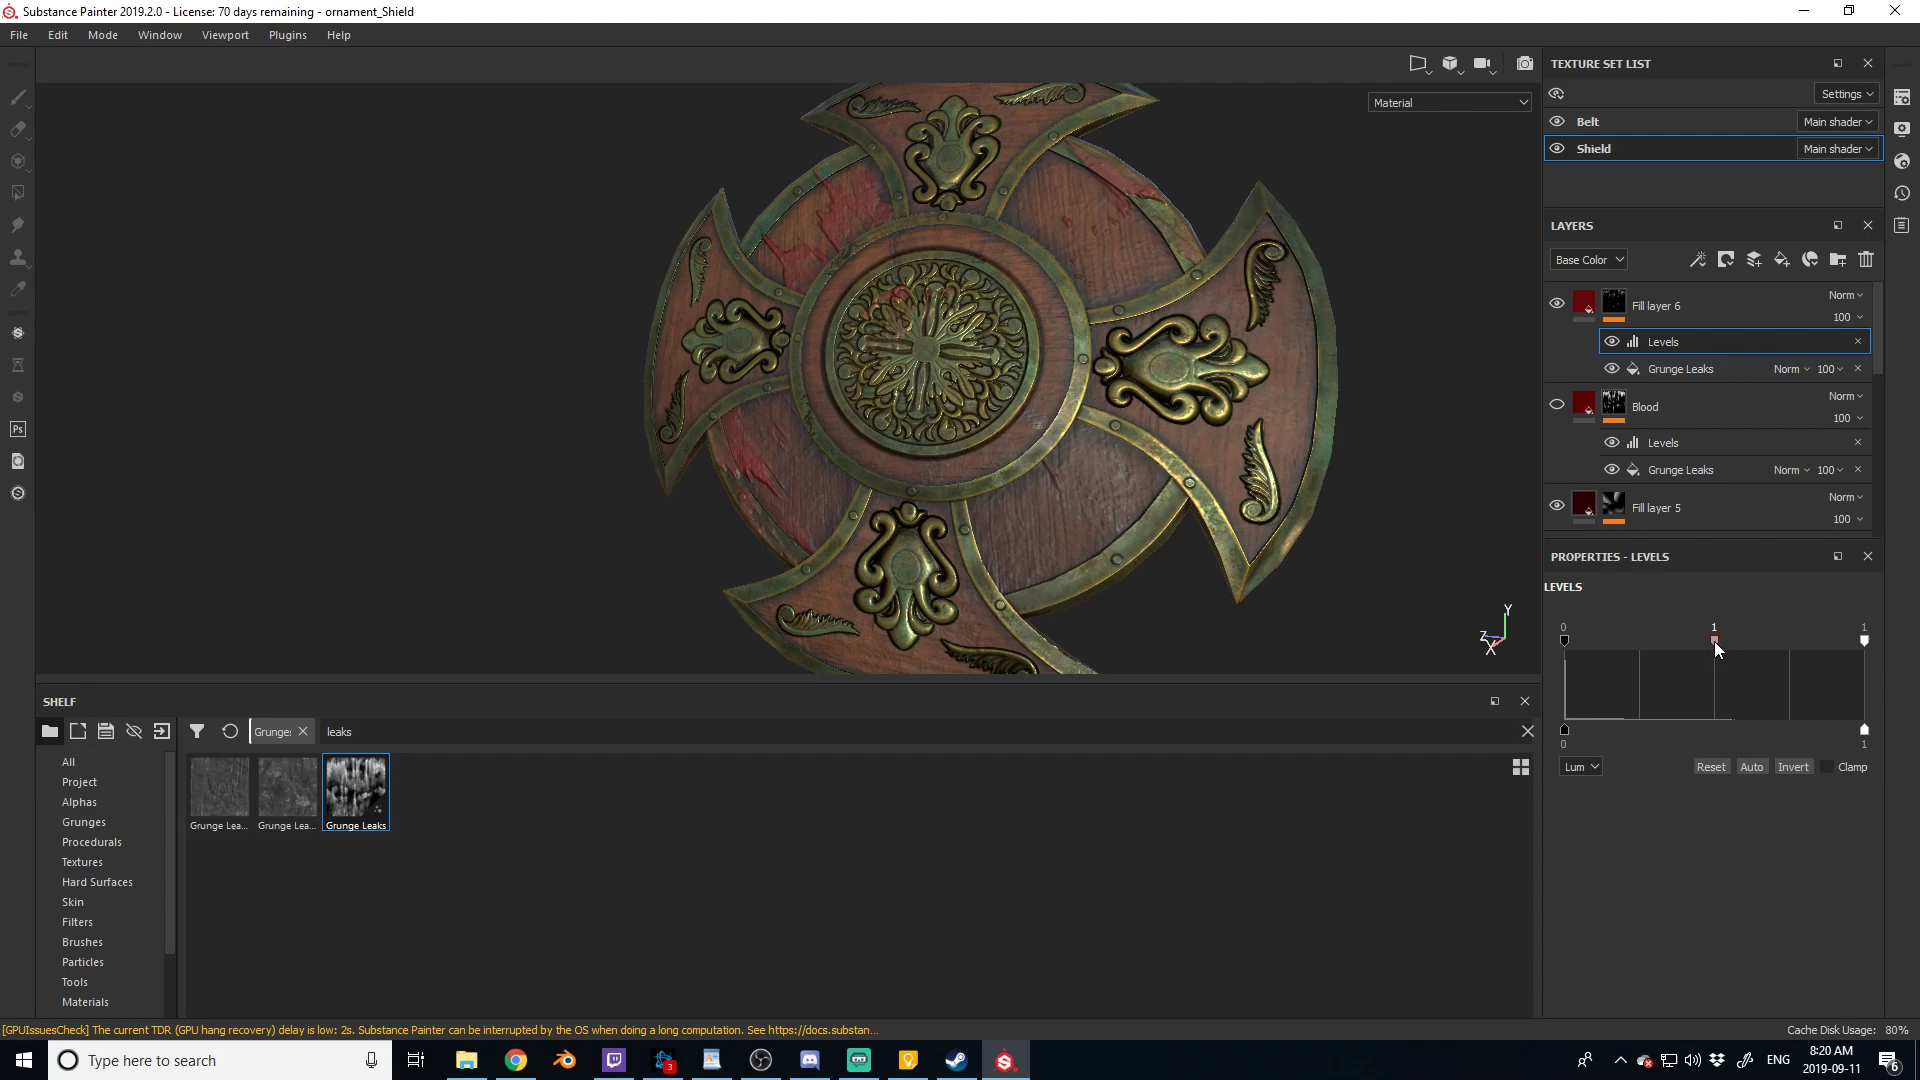 Substance Painter 2019.2.0 - License: 70 days remaining - ornament_Shield
File Edit Mode Window Viewport Plugins Help
Material
Y
Z
X
TEXTURE SET LIST
Settings
Belt Main shader
Shield Main shader
LAYERS
Base Color
Norm
Fill layer 6
100
Levels
Grunge Leaks Norm 100
Norm
Blood
100
Levels
Grunge Leaks Norm 100
Norm
Fill layer 5
100
PROPERTIES - LEVELS
LEVELS
0 1 1
0 1
Lum Reset Auto Invert Clamp
SHELF
Grunge: leaks
All
Project
Alphas
Grunges
Procedurals
Textures
Hard Surfaces
Skin
Filters
Brushes
Particles
Tools
Materials
Grunge Lea... Grunge Lea... Grunge Leaks
[GPUIssuesCheck] The current TDR (GPU hang recovery) delay is low: 2s. Substance Painter can be interrupted by the OS when doing a long computation. See https://docs.substan...
Cache Disk Usage: 80%
Type here to search
Ps
3
ENG
8:20 AM
2019-09-11
6